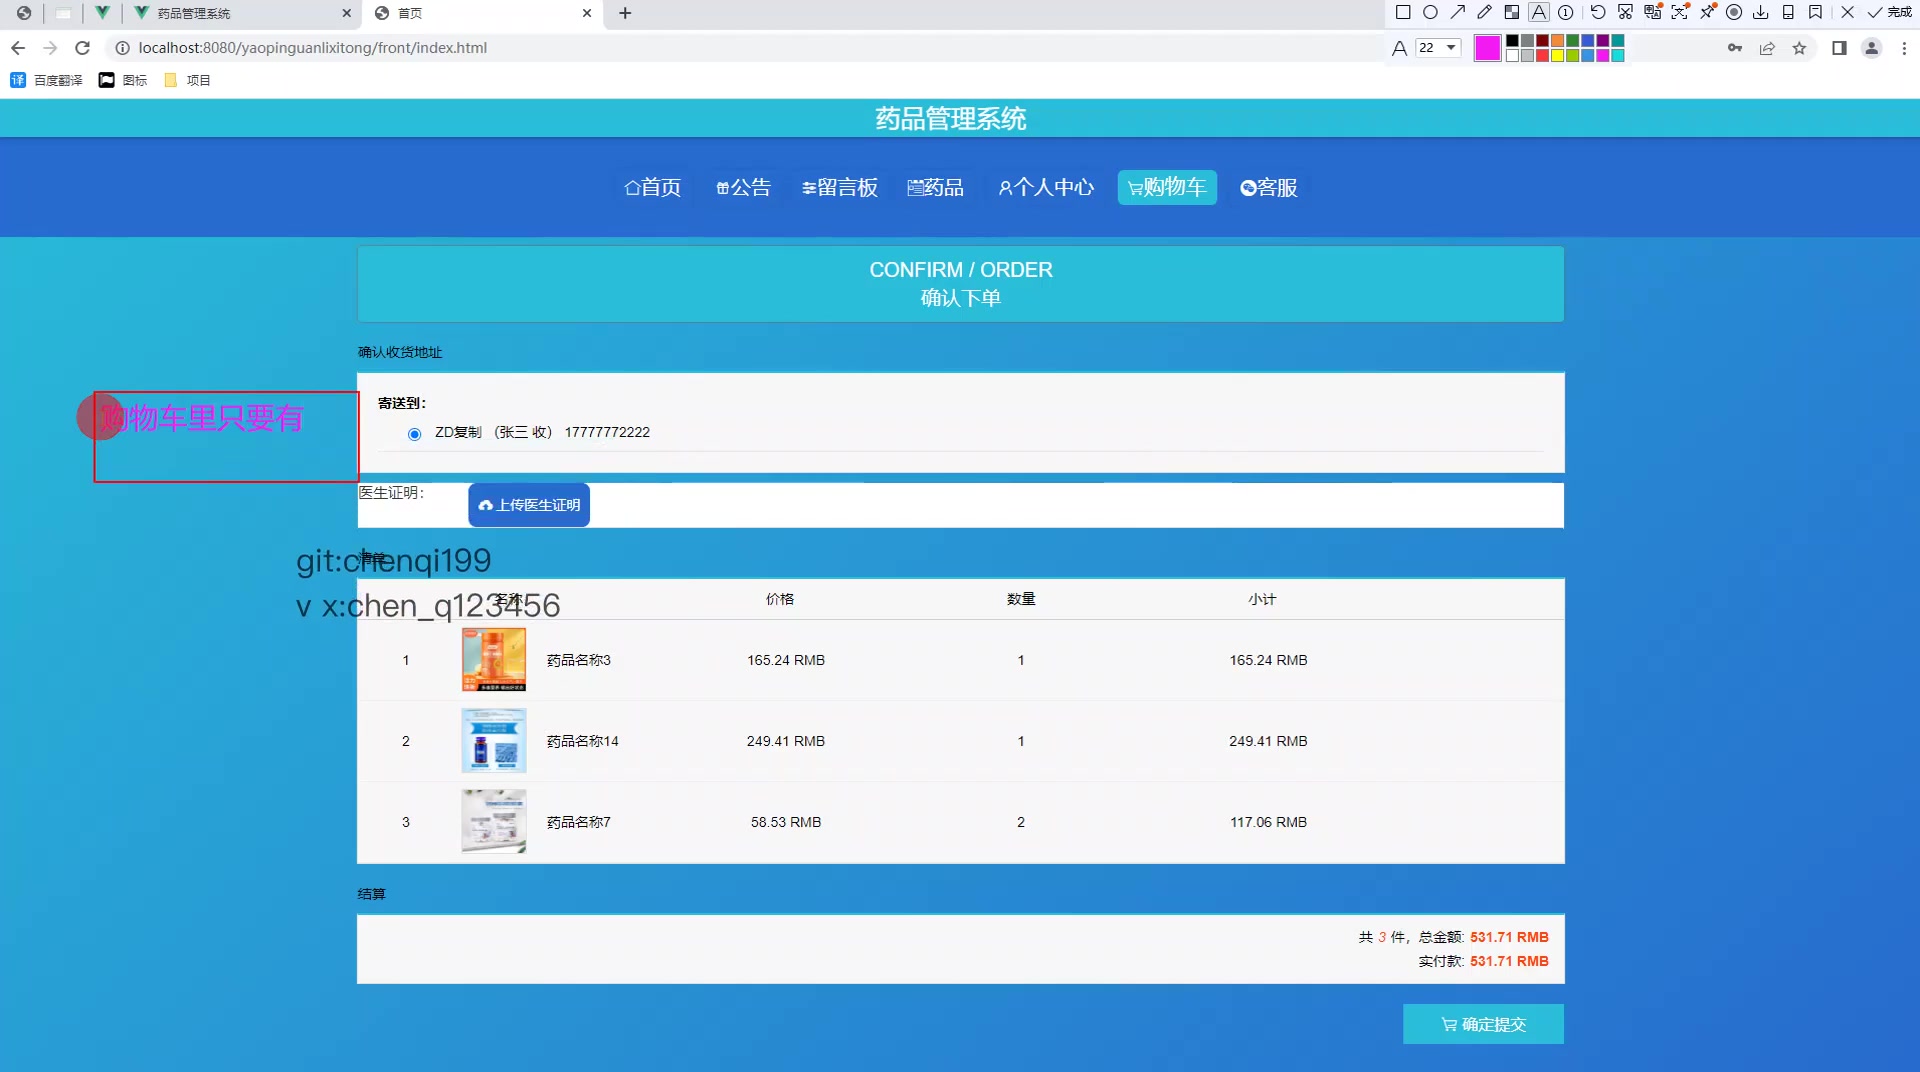 药品管理系统
首页
22
完成
localhost:8080/yaopinguanlixitong/front/index.html
译 百度翻译
图标
项目
药品管理系统
首页
公告
留言板
药品
个人中心
购物车
客服
CONFIRM / ORDER
确认下单
确认收货地址
购物车里只要有
寄送到：
ZD复制 （张三 收） 17777772222
医生证明：
上传医生证明
清单
git:chenqi199
v x:chen_q123456
名称 价格 数量 小计
1 药品名称3 165.24 RMB 1 165.24 RMB
2 药品名称14 249.41 RMB 1 249.41 RMB
3 药品名称7 58.53 RMB 2 117.06 RMB
结算
共 3 件，总金额: 531.71 RMB
实付款: 531.71 RMB
确定提交